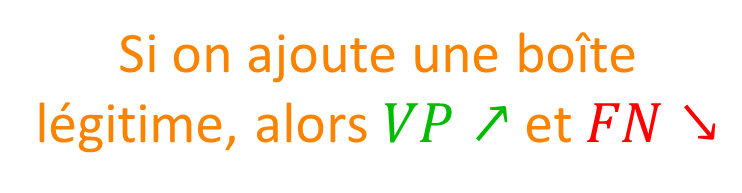 Si on ajoute une boîte
légitime, alors VP ↗ et FN ↘